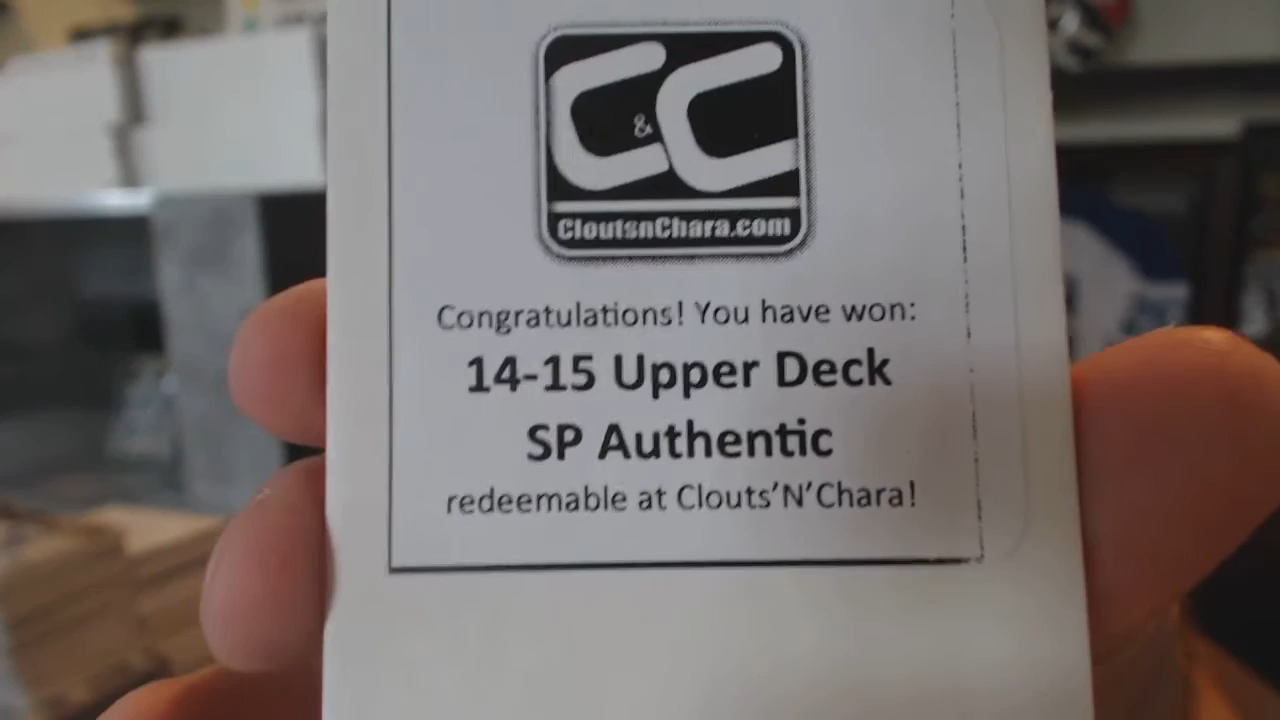 C & C
CloutsnChara.com
Congratulations! You have won:
14-15 Upper Deck
SP Authentic
redeemable at Clouts’N’Chara!